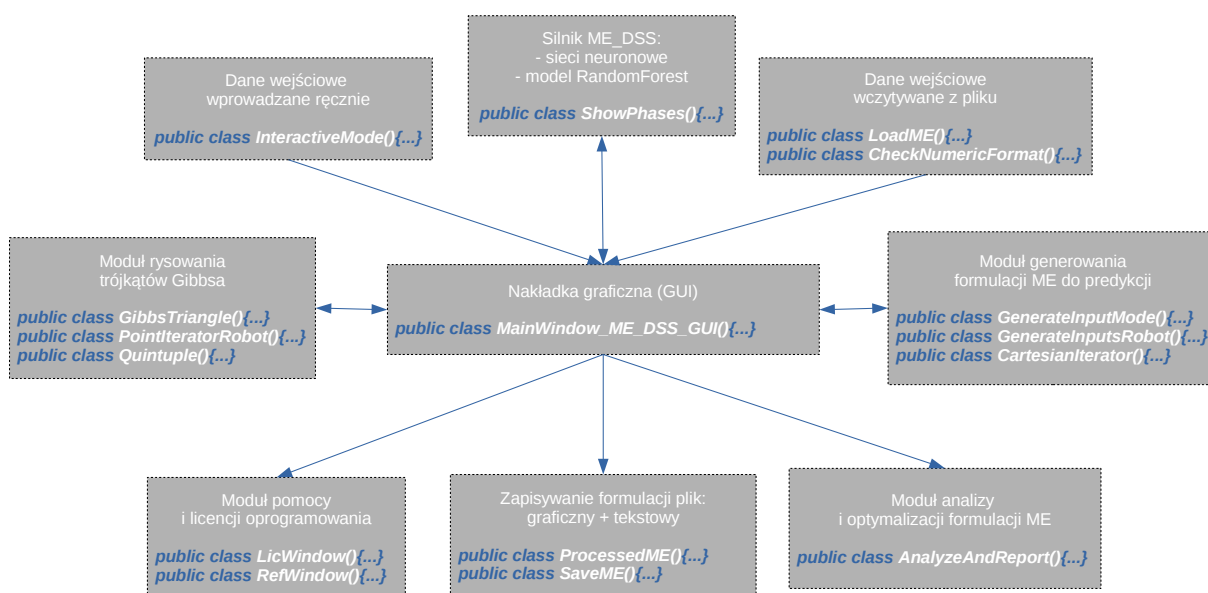 Silnik ME_DSS:
- sieci neuronowe
- model RandomForest
public class ShowPhases(){...}
Dane wejściowe
wprowadzane ręcznie
public class InteractiveMode(){...}
Dane wejściowe
wczytywane z pliku
public class LoadME(){...}
public class CheckNumericFormat(){...}
Moduł rysowania
trójkątów Gibbsa
public class GibbsTriangle(){...}
public class PointIteratorRobot(){...}
public class Quintuple(){...}
Nakładka graficzna (GUI)
public class MainWindow_ME_DSS_GUI(){...}
Moduł generowania
formulacji ME do predykcji
public class GenerateInputMode(){...}
public class GenerateInputsRobot(){...}
public class CartesianIterator(){...}
Moduł pomocy
i licencji oprogramowania
public class LicWindow(){...}
public class RefWindow(){...}
Zapisywanie formulacji plik:
graficzny + tekstowy
public class ProcessedME(){...}
public class SaveME(){...}
Moduł analizy
i optymalizacji formulacji ME
public class AnalyzeAndReport(){...}